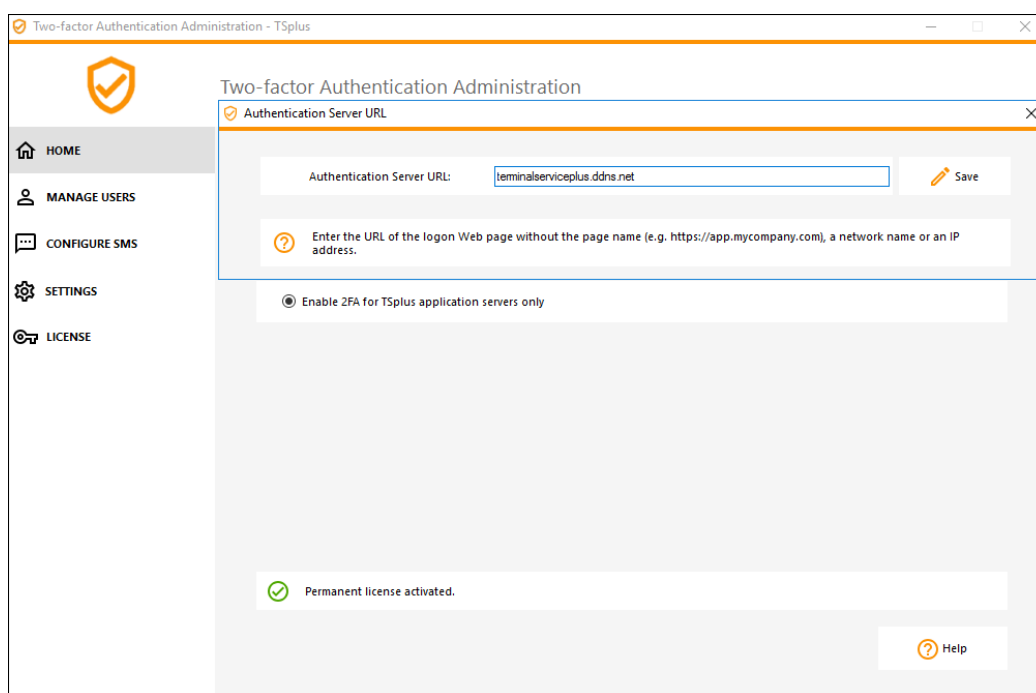 Two-factor Authentication Administration - TSplus
Two-factor Authentication Administration
Authentication Server URL
HOME
Authentication Server URL:
terminalserviceplus.ddns.net
Save
MANAGE USERS
Enter the URL of the logon Web page without the page name (e.g. https://app.mycompany.com), a network name or an IP
address.
CONFIGURE SMS
SETTINGS
Enable 2FA for TSplus application servers only
LICENSE
Permanent license activated.
Help